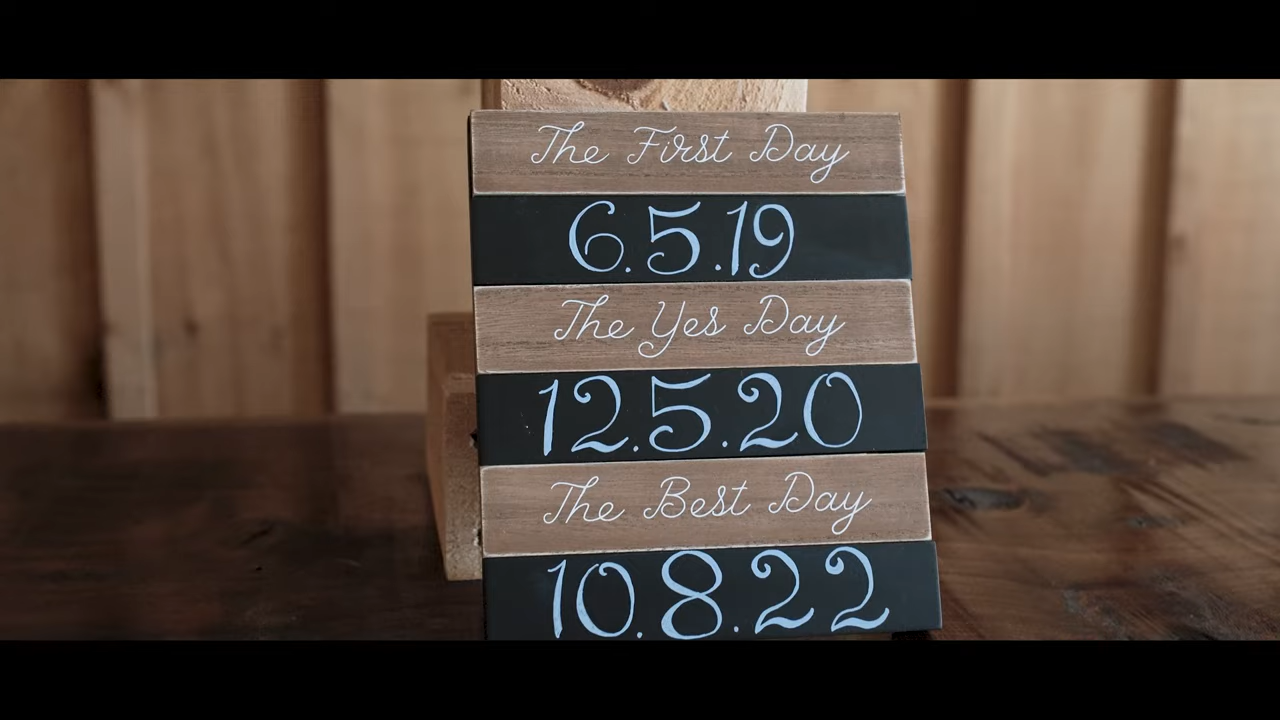 The First Day
6.5.19
The Yes Day
12.5.20
The Best Day
10.8.22